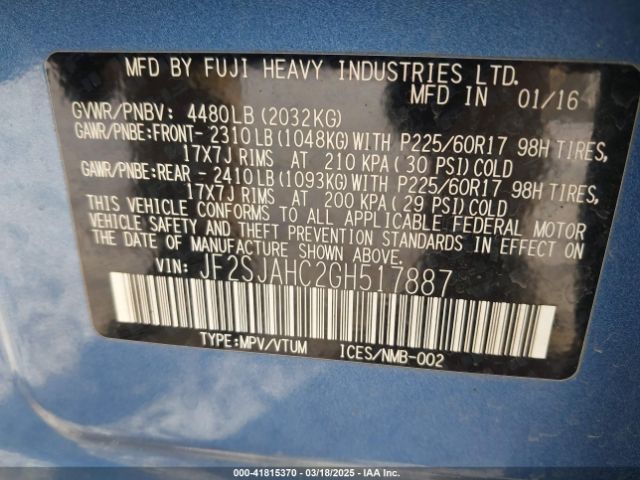 MFD BY FUJI HEAVY INDUSTRIES LTD.
MFD IN 01/16
GVWR/PNBV: 4480LB(2032KG)
GAWR/PNBE:FRONT- 2310LB(1048KG)WITH P225/60R17 98H TIRES,
17X7J RIMS AT 210 KPA(30 PSI)COLD
GAWR/PNBE:REAR - 2410LB(1093KG)WITH P225/60R17 98H TIRES,
17X7J RIMS AT 200 KPA(29 PSI)COLD
THIS VEHICLE CONFORMS TO ALL APPLICABLE FEDERAL MOTOR
VEHICLE SAFETY AND THEFT PREVENTION STANDARDS IN EFFECT ON
THE DATE OF MANUFACTURE SHOWN ABOVE.
VIN: JF2SJAHC2GH517887
TYPE:MPV/VTUM ICES/NMB-002
000-41815370 — 03/18/2025 — IAA Inc.